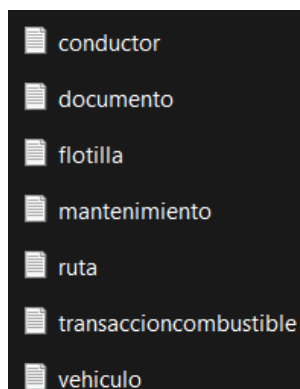 conductor
documento
flotilla
mantenimiento
ruta
transaccioncombustible
vehiculo